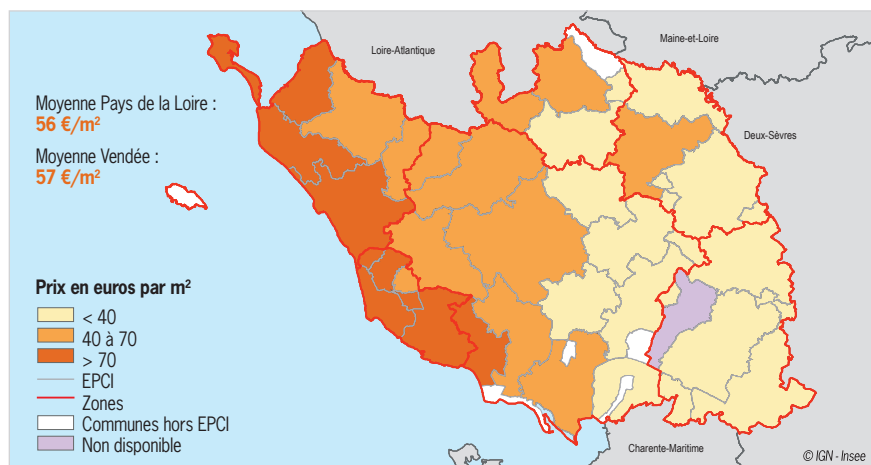 Loire-Atlantique
Maine-et-Loire
Moyenne Pays de la Loire :
56 €/m²
Moyenne Vendée :
57 €/m²
Deux-Sèvres
Prix en euros par m²
< 40
40 à 70
> 70
EPCI
Zones
Communes hors EPCI
Non disponible
Charente-Maritime
© IGN - Insee